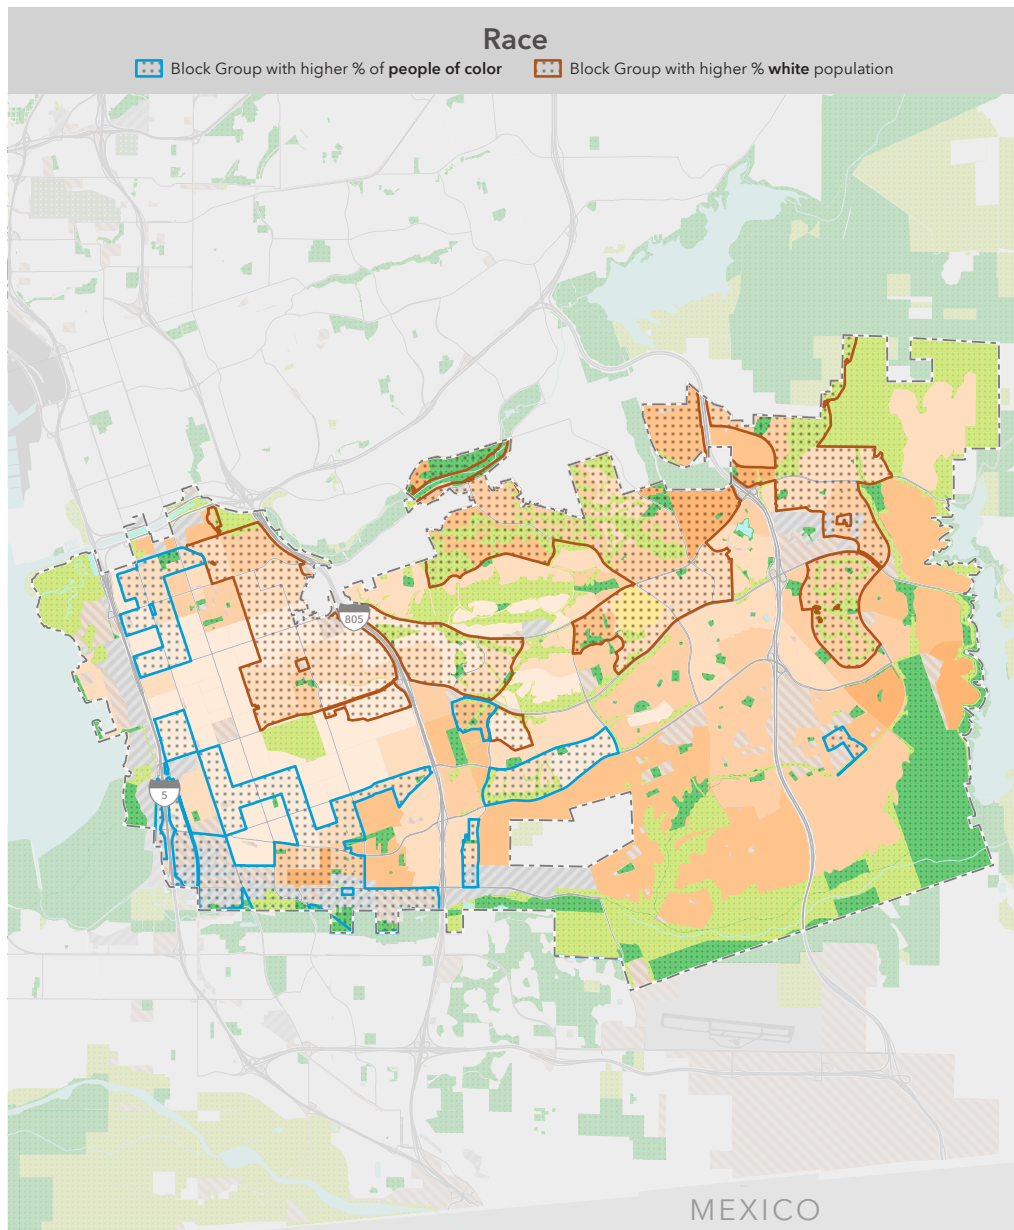 Race
Block Group with higher % of people of color Block Group with higher % white population
805
5
MEXICO